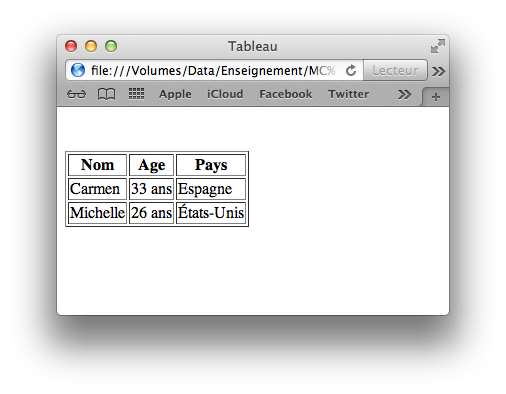 Tableau
file:///Volumes/Data/Enseignement/MC% Lecteur
Apple iCloud Facebook Twitter
Nom Age Pays
Carmen 33 ans Espagne
Michelle 26 ans États-Unis